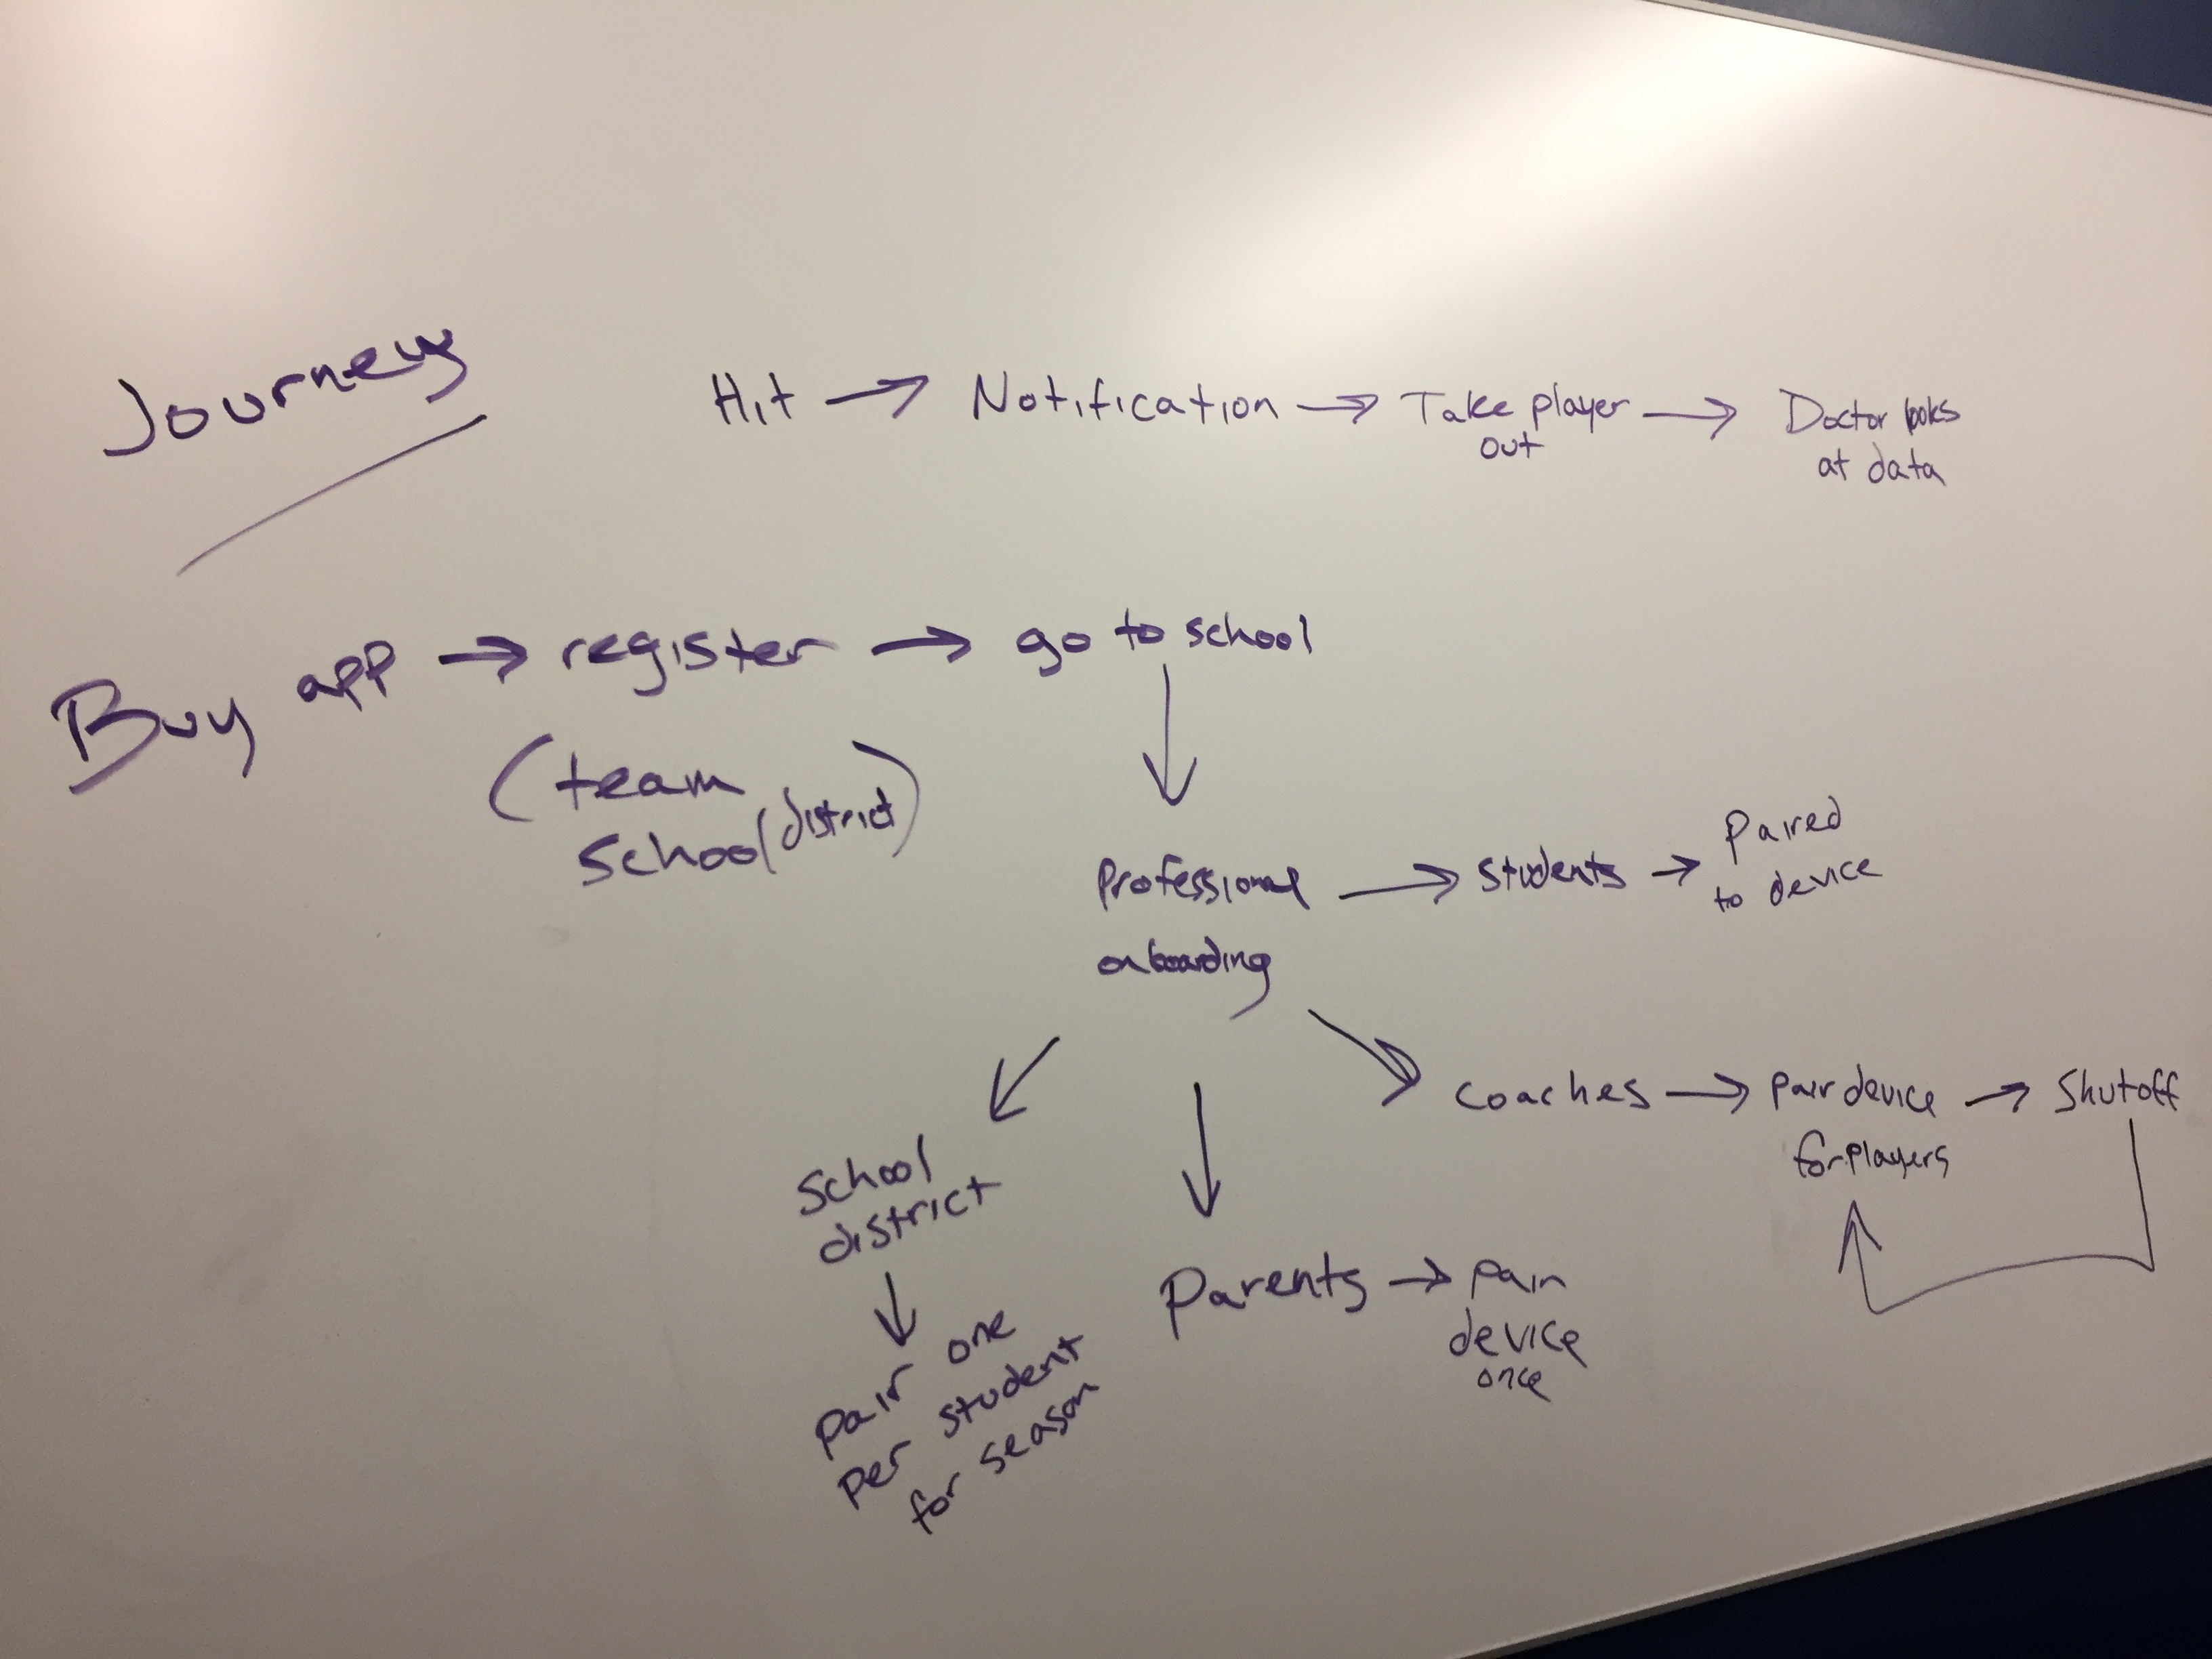 Journeys
Hit → Notification → Take player → Doctor looks
out
at data
Buy app → register → go to school
(team
school(district)
Professional → students → Paired
to device
onboarding
coaches → pair device → Shutoff
for players
school
district
Parents → pair
device
once
pair one
per student
for season